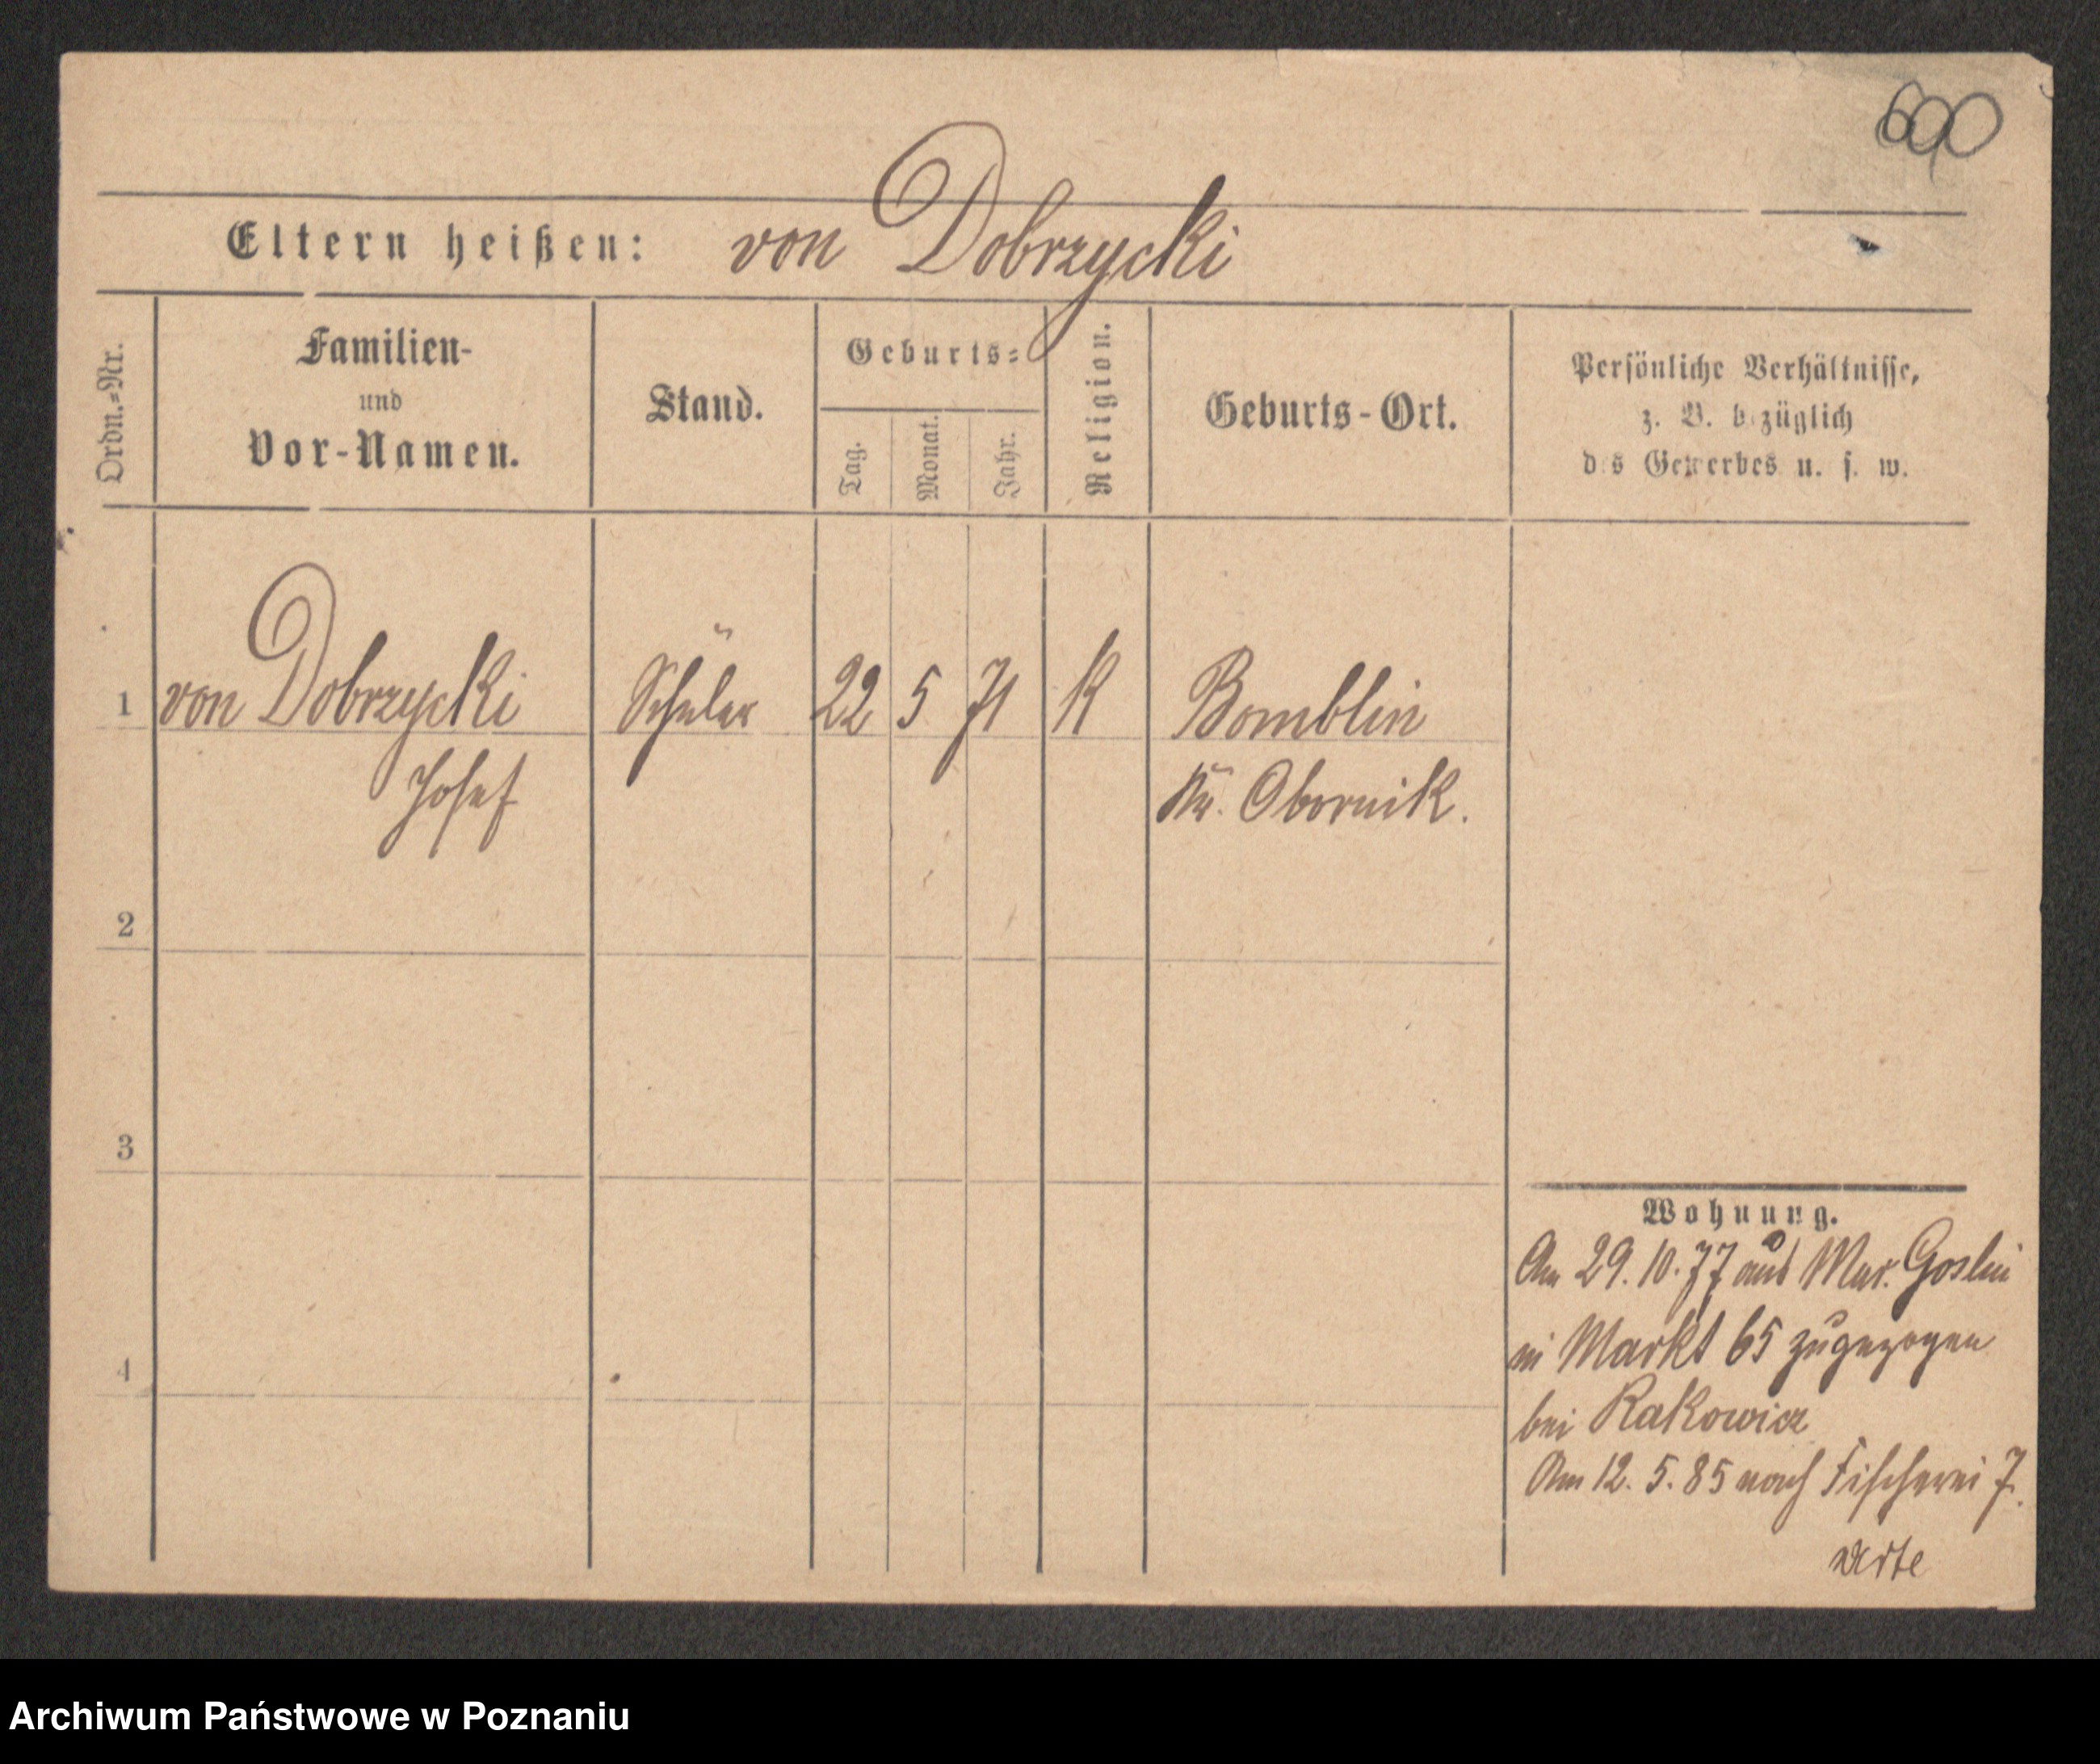 690
Eltern heißen: von Dobrzycki
Ordn.=Nr.
Familien-
und
Vor-Namen.
Stand.
Geburts=
Tag.
Monat.
Jahr.
Religion.
Geburts-Ort.
Persönliche Verhältnisse,
z. B. bezüglich
des Gewerbes u. s. w.
1 von Dobrzycki Schüler 22 5 71 K Bomblin
Josef Kr. Obornik.
2
3
4
Wohnung.
Am 29. 10. 77 aus Mur. Goslin
in Markt 65 zugezogen
bei Rakowicz
Am 12. 5. 85 nach Fischerei 7.
Archiwum Państwowe w Poznaniu